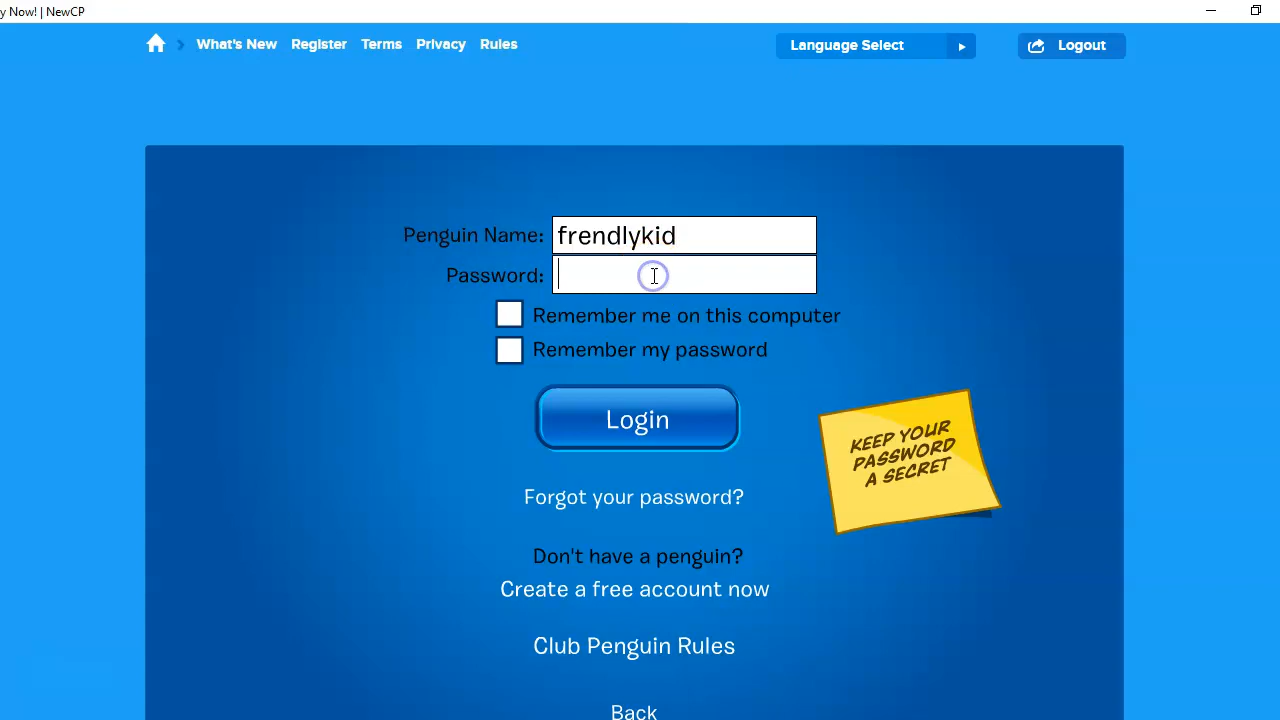 y Now! | NewCP
What's New Register Terms Privacy Rules Language Select Logout
Penguin Name: frendlykid
Password:
Remember me on this computer
Remember my password
Login
KEEP YOUR
PASSWORD
A SECRET
Forgot your password?
Don't have a penguin?
Create a free account now
Club Penguin Rules
Back